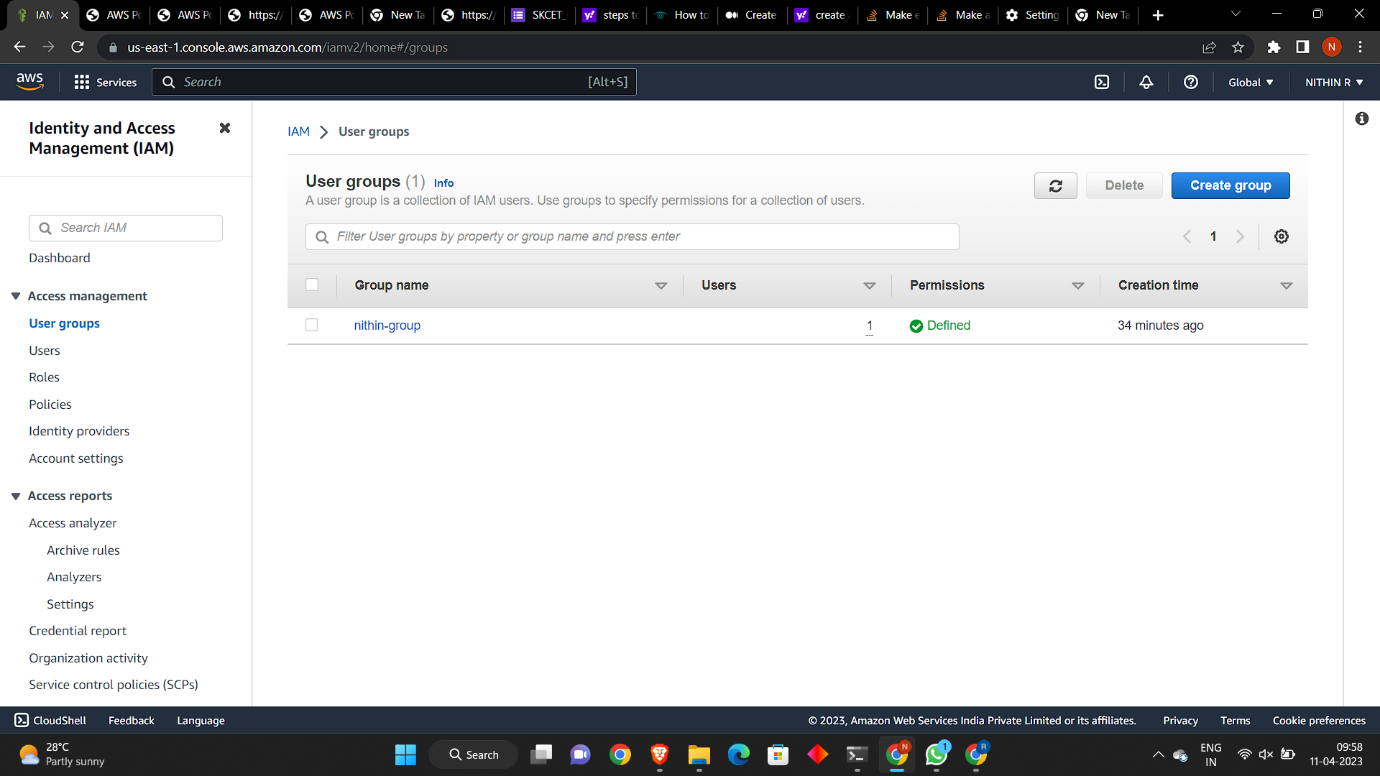 IAM
AWS Po
AWS Po
https:/
AWS Po
New Ta
https:/
SKCET_
steps to
How to
Create
create
Make e
Make a
Setting
New Ta
us-east-1.console.aws.amazon.com/iamv2/home#/groups
N
aws
Services
Search
[Alt+S]
Global
NITHIN R
Identity and Access
Management (IAM)
Search IAM
Dashboard
Access management
User groups
Users
Roles
Policies
Identity providers
Account settings
Access reports
Access analyzer
Archive rules
Analyzers
Settings
Credential report
Organization activity
Service control policies (SCPs)
IAM > User groups
User groups (1) Info
A user group is a collection of IAM users. Use groups to specify permissions for a collection of users.
Delete
Create group
Filter User groups by property or group name and press enter
1
Group name Users Permissions Creation time
nithin-group 1 Defined 34 minutes ago
CloudShell Feedback Language
© 2023, Amazon Web Services India Private Limited or its affiliates. Privacy Terms Cookie preferences
28°C
Partly sunny
Search
N
1
R
ENG
IN
09:58
11-04-2023